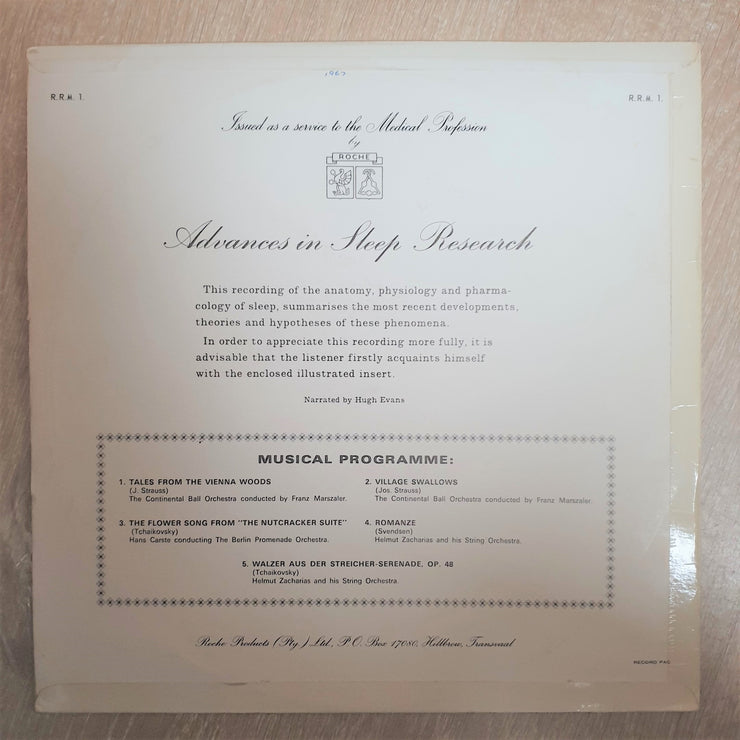 1967
R.R.M. 1.
R.R.M. 1.
Issued as a service to the Medical Profession
by
ROCHE
Advances in Sleep Research
This recording of the anatomy, physiology and pharma-
cology of sleep, summarises the most recent developments,
theories and hypotheses of these phenomena.
In order to appreciate this recording more fully, it is
advisable that the listener firstly acquaints himself
with the enclosed illustrated insert.
Narrated by Hugh Evans
MUSICAL PROGRAMME:
1. TALES FROM THE VIENNA WOODS
(J. Strauss)
The Continental Ball Orchestra conducted by Franz Marszaler.
2. VILLAGE SWALLOWS
(Jos. Strauss)
The Continental Ball Orchestra conducted by Franz Marszaler.
3. THE FLOWER SONG FROM "THE NUTCRACKER SUITE"
(Tchaikovsky)
Hans Carste conducting The Berlin Promenade Orchestra.
4. ROMANZE
(Svendsen)
Helmut Zacharias and his String Orchestra.
5. WALZER AUS DER STREICHER-SERENADE, OP. 48
(Tchaikovsky)
Helmut Zacharias and his String Orchestra.
Roche Products (Pty.) Ltd., P.O. Box 17080, Hillbrow, Transvaal
RECORD PAC